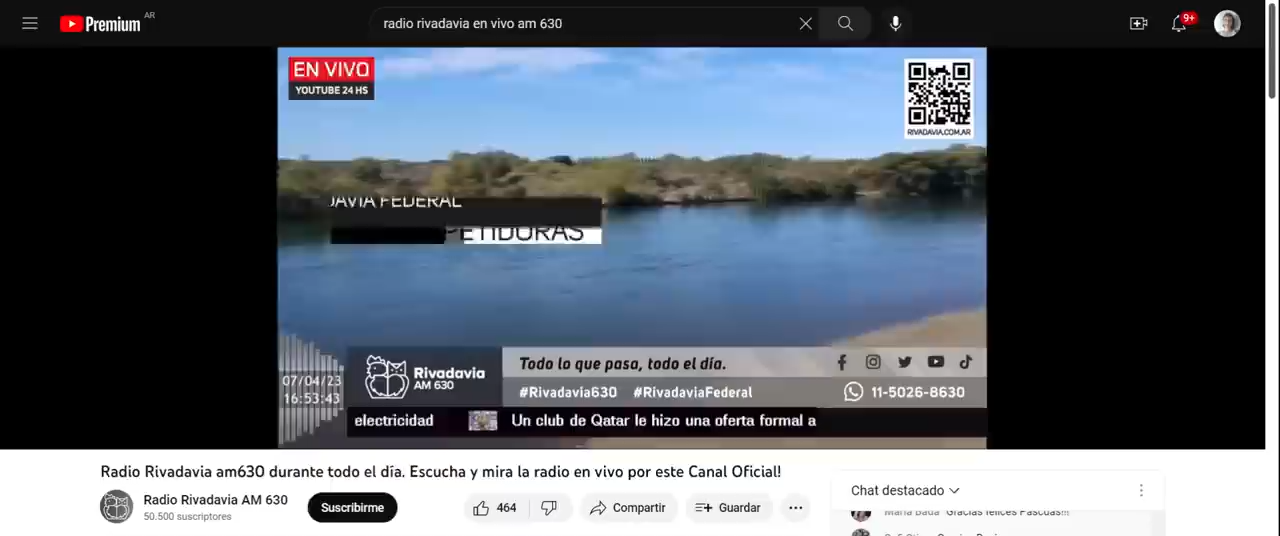 Premium AR
radio rivadavia en vivo am 630
9+
EN VIVO
YOUTUBE 24 HS
RIVADAVIA.COM.AR
FEDERAL
Todo lo que pasa, todo el día.
Rivadavia
AM 630
#Rivadavia630 #RivadaviaFederal
11-5026-8630
07/04/23
16:53:43
electricidad
Un club de Qatar le hizo una oferta formal a
Radio Rivadavia am630 durante todo el día. Escucha y mira la radio en vivo por este Canal Oficial!
Radio Rivadavia AM 630
50.500 suscriptores
Suscribirme
464
Compartir
Guardar
Chat destacado
Gracias felices Pascuas!!!